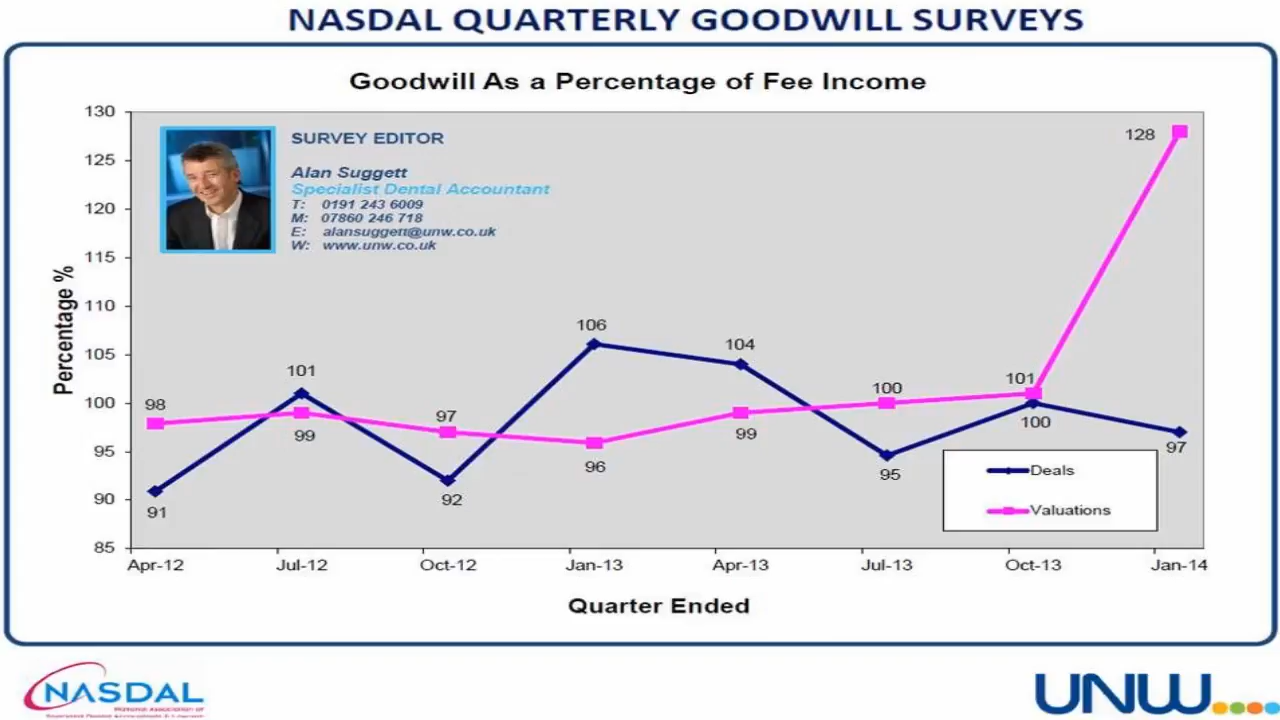 NASDAL QUARTERLY GOODWILL SURVEYS
Goodwill As a Percentage of Fee Income
SURVEY EDITOR
Alan Suggett
Specialist Dental Accountant
T: 0191 243 6009
M: 07860 246 718
E: alansuggett@unw.co.uk
W: www.unw.co.uk
Percentage %
130
125
120
115
110
105
100
95
90
85
128
106
104
101
101
100
98
99
97
96
99
100
97
95
92
91
Deals
Valuations
Apr-12 Jul-12 Oct-12 Jan-13 Apr-13 Jul-13 Oct-13 Jan-14
Quarter Ended
NASDAL
National Association of
UNW